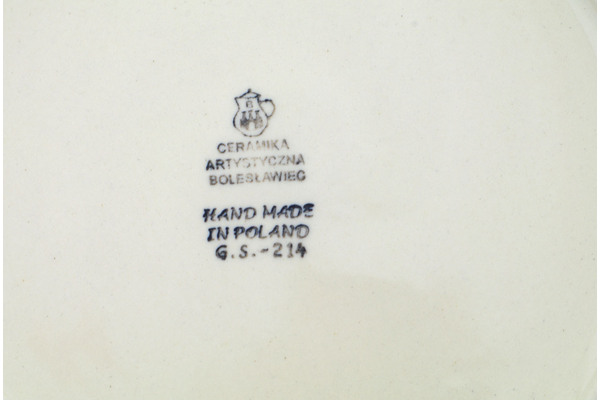 CERAMIKA
ARTYSTYCZNA
BOLESŁAWIEC
HAND MADE
IN POLAND
G.S.-214